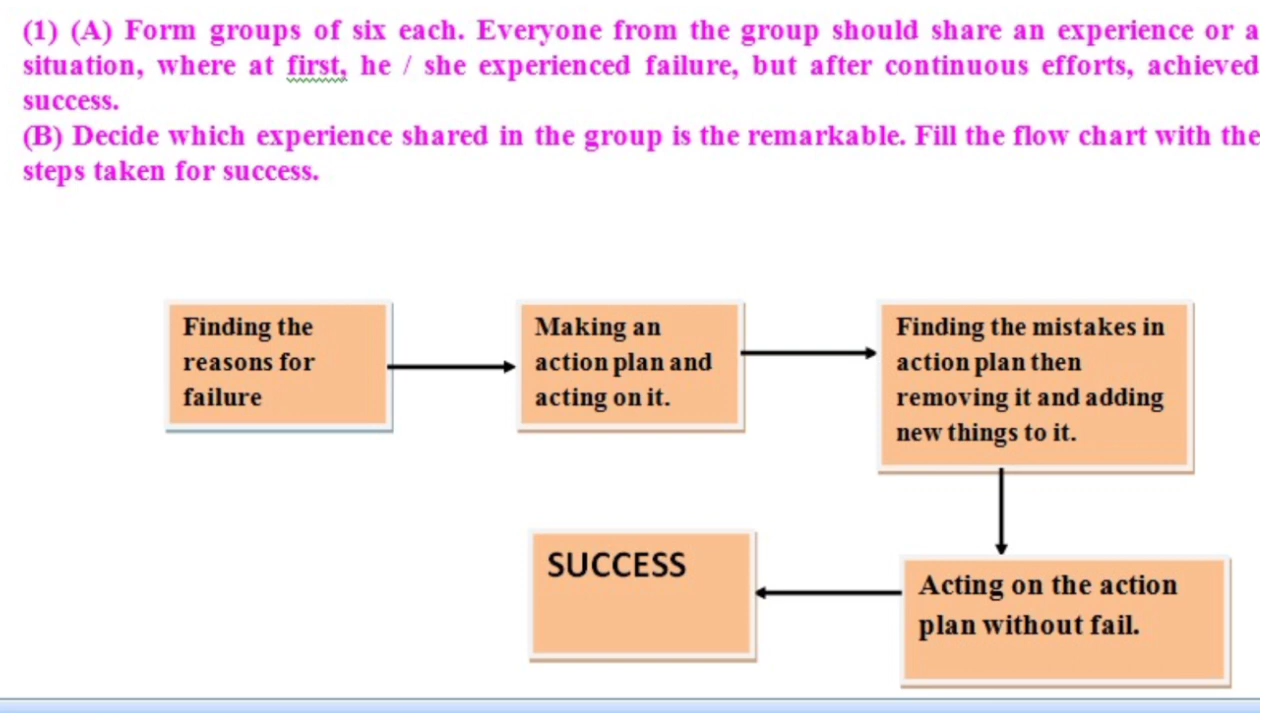 (1) (A) Form groups of six each. Everyone from the group should share an experience or a
situation, where at first, he / she experienced failure, but after continuous efforts, achieved
success.
(B) Decide which experience shared in the group is the remarkable. Fill the flow chart with the
steps taken for success.
Finding the
reasons for
failure
Making an
action plan and
acting on it.
Finding the mistakes in
action plan then
removing it and adding
new things to it.
Acting on the action
plan without fail.
SUCCESS